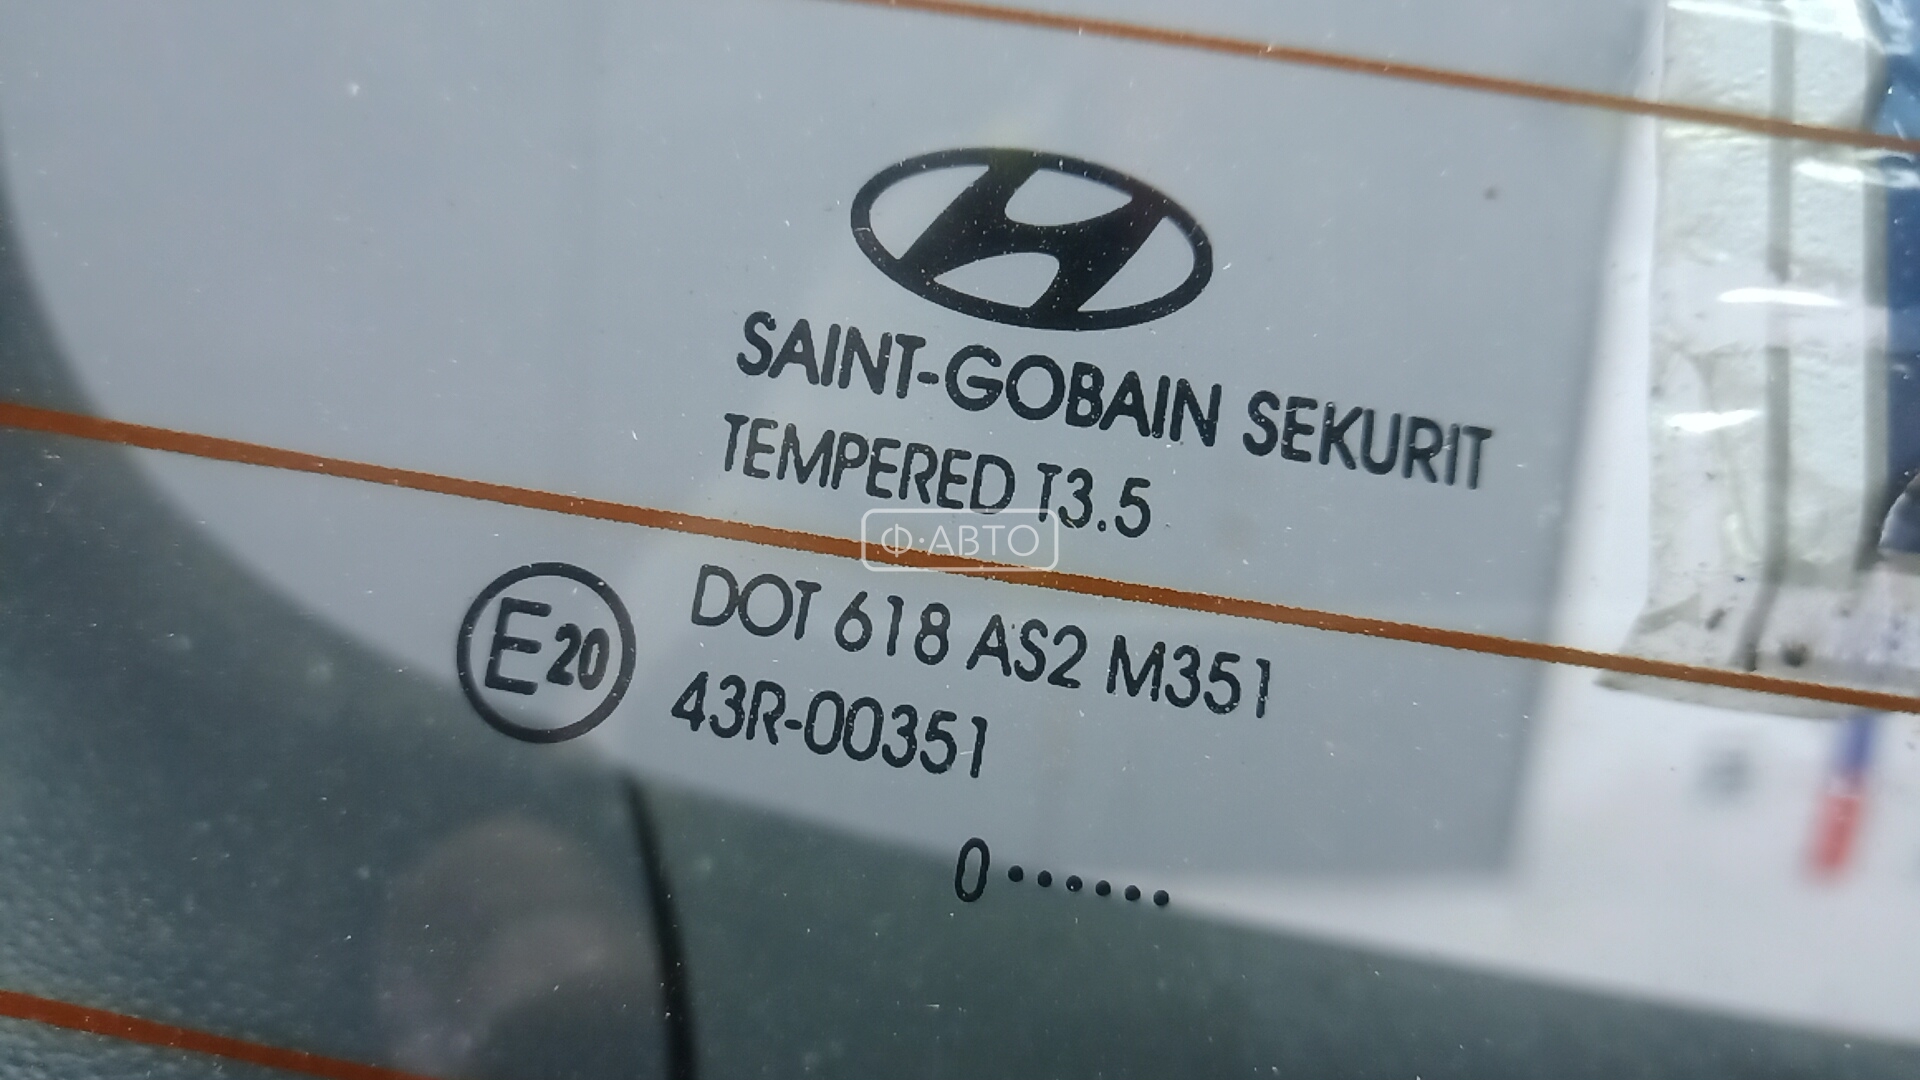 SAINT-GOBAIN SEKURIT
TEMPERED T3.5
Ф·АВТО
E20
DOT 618 AS2 M351
43R-00351
0......